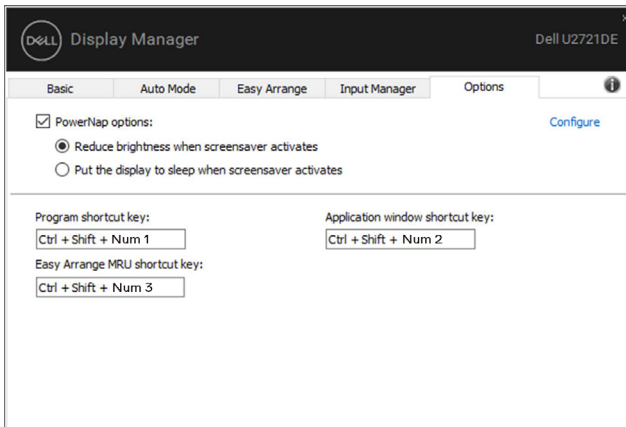 DELL Display Manager
Dell U2721DE
Basic Auto Mode Easy Arrange Input Manager Options
PowerNap options:
Configure
Reduce brightness when screensaver activates
Put the display to sleep when screensaver activates
Program shortcut key:
Application window shortcut key:
Ctrl + Shift + Num 1
Ctrl + Shift + Num 2
Easy Arrange MRU shortcut key:
Ctrl + Shift + Num 3